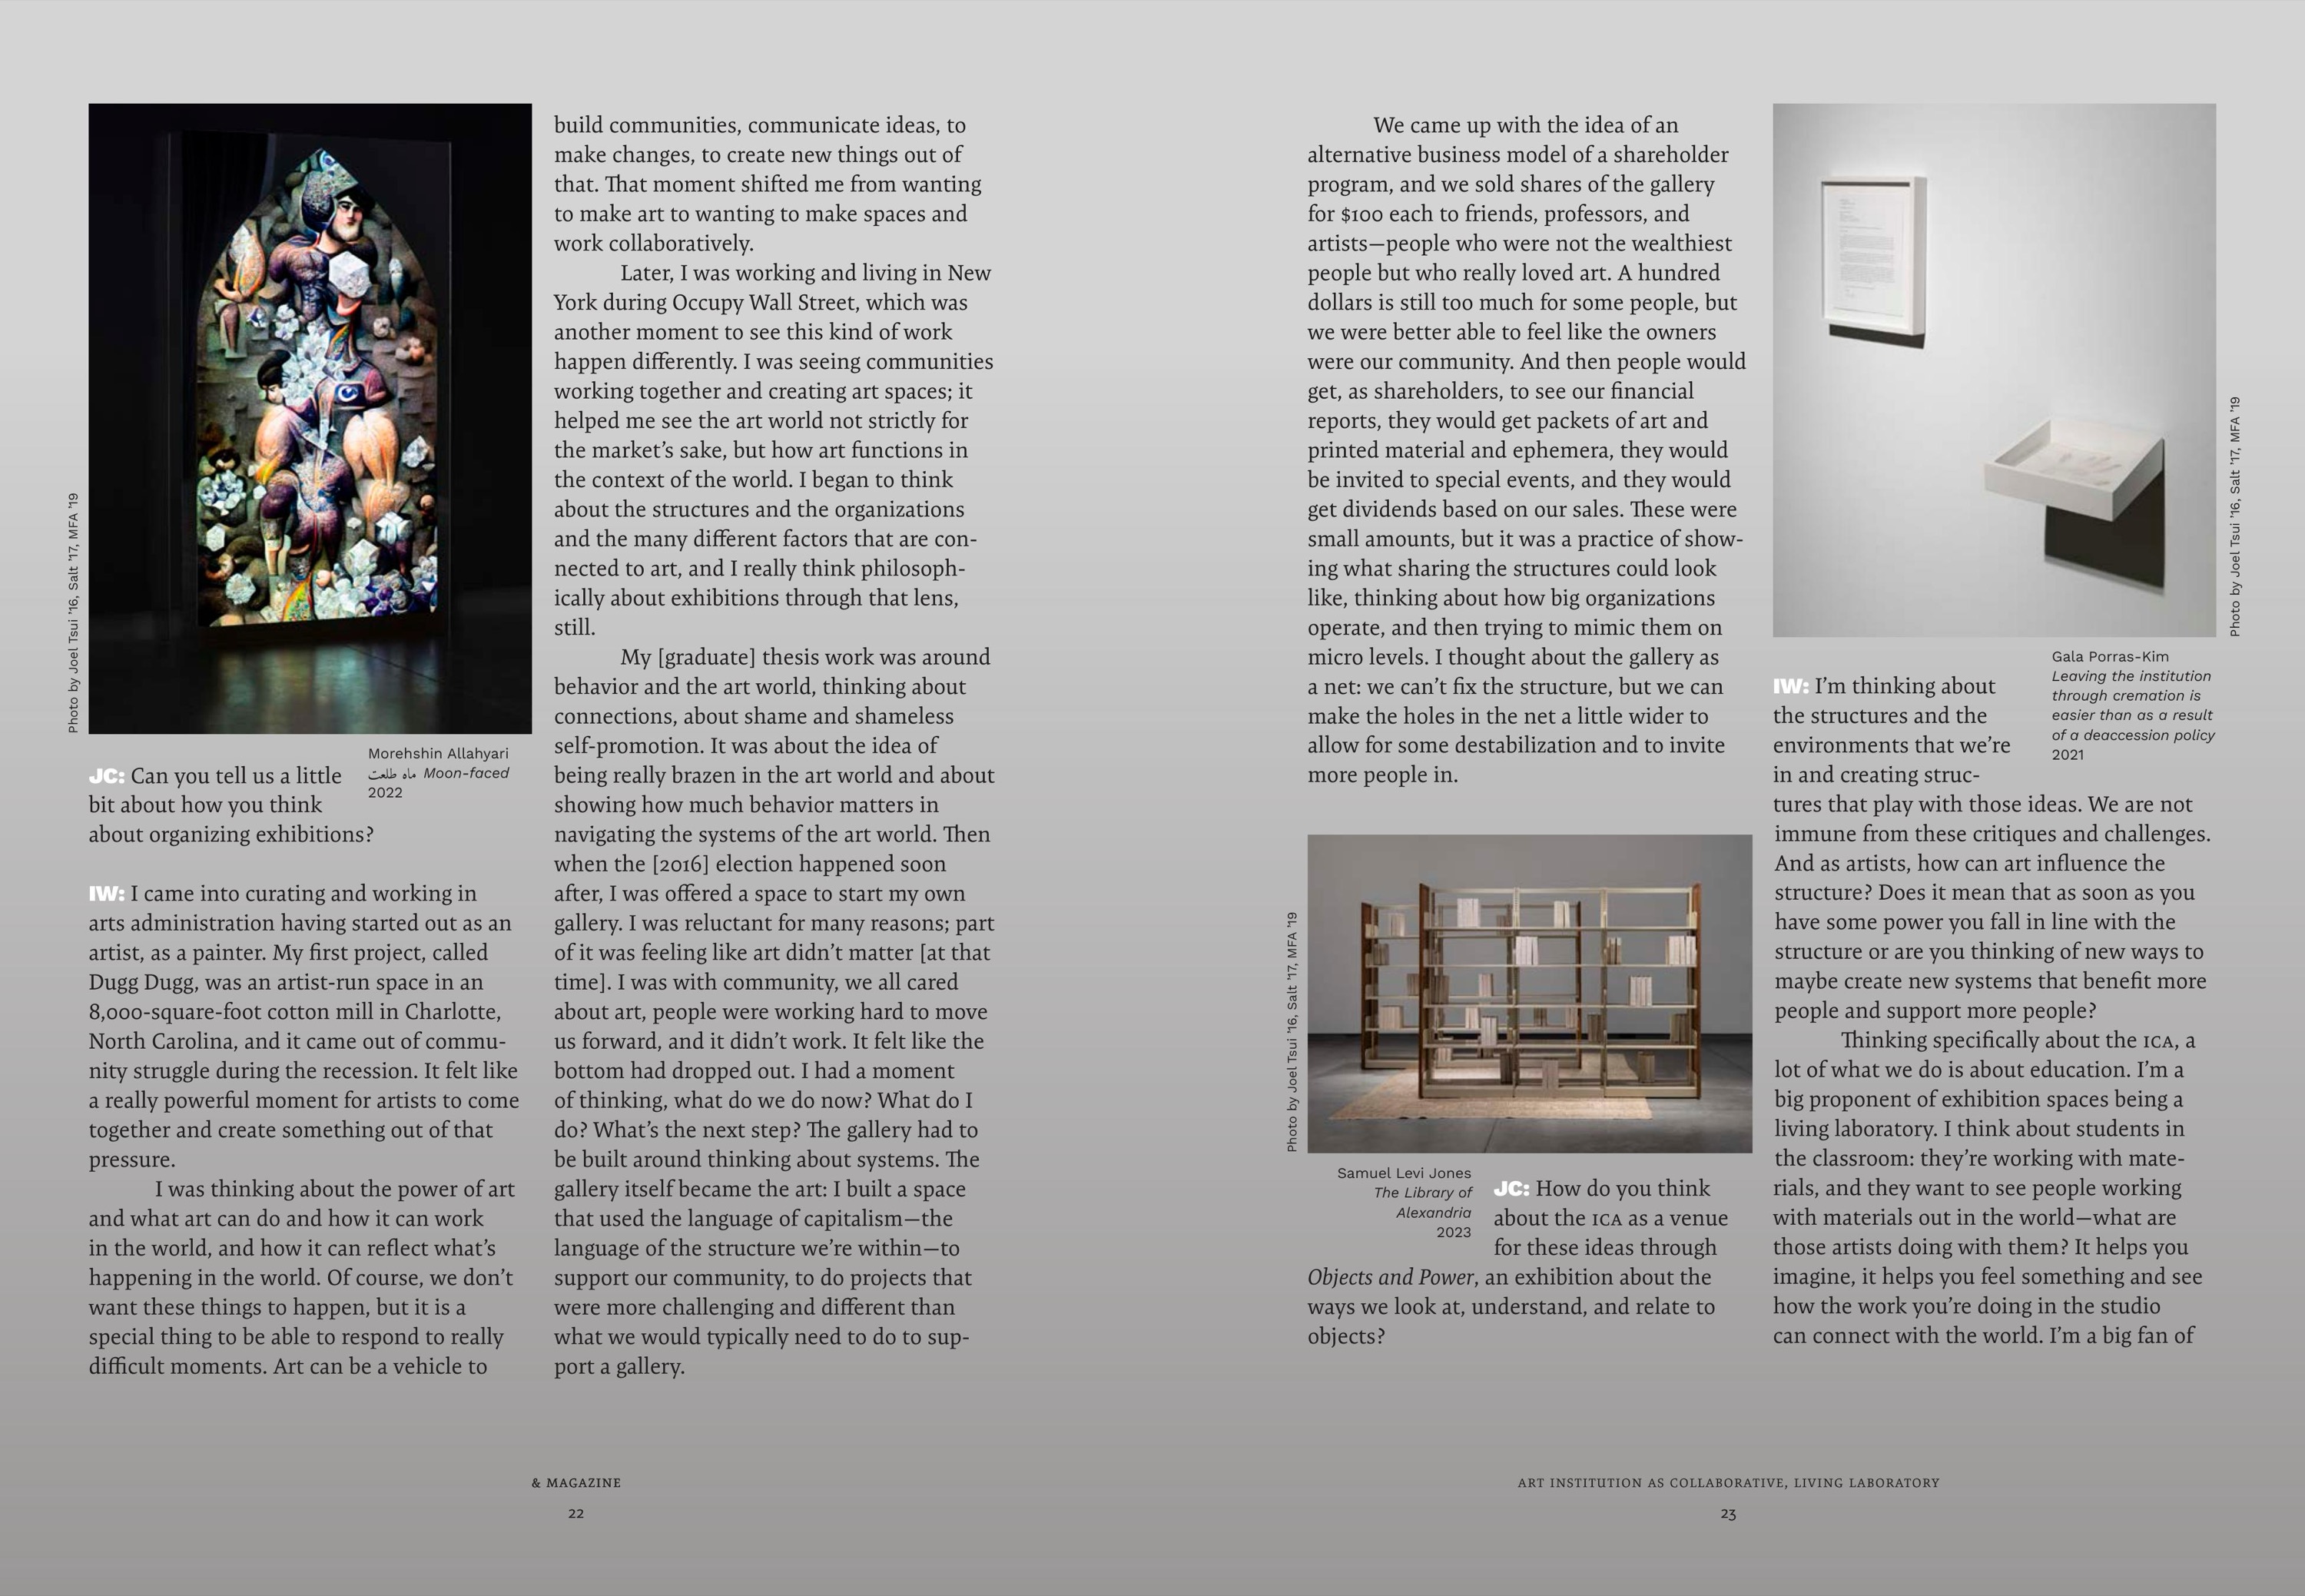 Photo by Joel Tsui ’16, Salt ’17, MFA ’19
Morehshin Allahyari
ماه طلعت Moon-faced
2022
JC: Can you tell us a little
bit about how you think
about organizing exhibitions?
IW: I came into curating and working in
arts administration having started out as an
artist, as a painter. My first project, called
Dugg Dugg, was an artist-run space in an
8,000-square-foot cotton mill in Charlotte,
North Carolina, and it came out of commu-
nity struggle during the recession. It felt like
a really powerful moment for artists to come
together and create something out of that
pressure.
I was thinking about the power of art
and what art can do and how it can work
in the world, and how it can reflect what’s
happening in the world. Of course, we don’t
want these things to happen, but it is a
special thing to be able to respond to really
difficult moments. Art can be a vehicle to
build communities, communicate ideas, to
make changes, to create new things out of
that. That moment shifted me from wanting
to make art to wanting to make spaces and
work collaboratively.
Later, I was working and living in New
York during Occupy Wall Street, which was
another moment to see this kind of work
happen differently. I was seeing communities
working together and creating art spaces; it
helped me see the art world not strictly for
the market’s sake, but how art functions in
the context of the world. I began to think
about the structures and the organizations
and the many different factors that are con-
nected to art, and I really think philosoph-
ically about exhibitions through that lens,
still.
My [graduate] thesis work was around
behavior and the art world, thinking about
connections, about shame and shameless
self-promotion. It was about the idea of
being really brazen in the art world and about
showing how much behavior matters in
navigating the systems of the art world. Then
when the [2016] election happened soon
after, I was offered a space to start my own
gallery. I was reluctant for many reasons; part
of it was feeling like art didn’t matter [at that
time]. I was with community, we all cared
about art, people were working hard to move
us forward, and it didn’t work. It felt like the
bottom had dropped out. I had a moment
of thinking, what do we do now? What do I
do? What’s the next step? The gallery had to
be built around thinking about systems. The
gallery itself became the art: I built a space
that used the language of capitalism—the
language of the structure we’re within—to
support our community, to do projects that
were more challenging and different than
what we would typically need to do to sup-
port a gallery.
& MAGAZINE
22
We came up with the idea of an
alternative business model of a shareholder
program, and we sold shares of the gallery
for $100 each to friends, professors, and
artists—people who were not the wealthiest
people but who really loved art. A hundred
dollars is still too much for some people, but
we were better able to feel like the owners
were our community. And then people would
get, as shareholders, to see our financial
reports, they would get packets of art and
printed material and ephemera, they would
be invited to special events, and they would
get dividends based on our sales. These were
small amounts, but it was a practice of show-
ing what sharing the structures could look
like, thinking about how big organizations
operate, and then trying to mimic them on
micro levels. I thought about the gallery as
a net: we can’t fix the structure, but we can
make the holes in the net a little wider to
allow for some destabilization and to invite
more people in.
Photo by Joel Tsui ’16, Salt ’17, MFA ’19
Samuel Levi Jones
The Library of
Alexandria
2023
JC: How do you think
about the ICA as a venue
for these ideas through
Objects and Power, an exhibition about the
ways we look at, understand, and relate to
objects?
Photo by Joel Tsui ’16, Salt ’17, MFA ’19
Gala Porras-Kim
Leaving the institution
through cremation is
easier than as a result
of a deaccession policy
2021
IW: I’m thinking about
the structures and the
environments that we’re
in and creating struc-
tures that play with those ideas. We are not
immune from these critiques and challenges.
And as artists, how can art influence the
structure? Does it mean that as soon as you
have some power you fall in line with the
structure or are you thinking of new ways to
maybe create new systems that benefit more
people and support more people?
Thinking specifically about the ICA, a
lot of what we do is about education. I’m a
big proponent of exhibition spaces being a
living laboratory. I think about students in
the classroom: they’re working with mate-
rials, and they want to see people working
with materials out in the world—what are
those artists doing with them? It helps you
imagine, it helps you feel something and see
how the work you’re doing in the studio
can connect with the world. I’m a big fan of
ART INSTITUTION AS COLLABORATIVE, LIVING LABORATORY
23